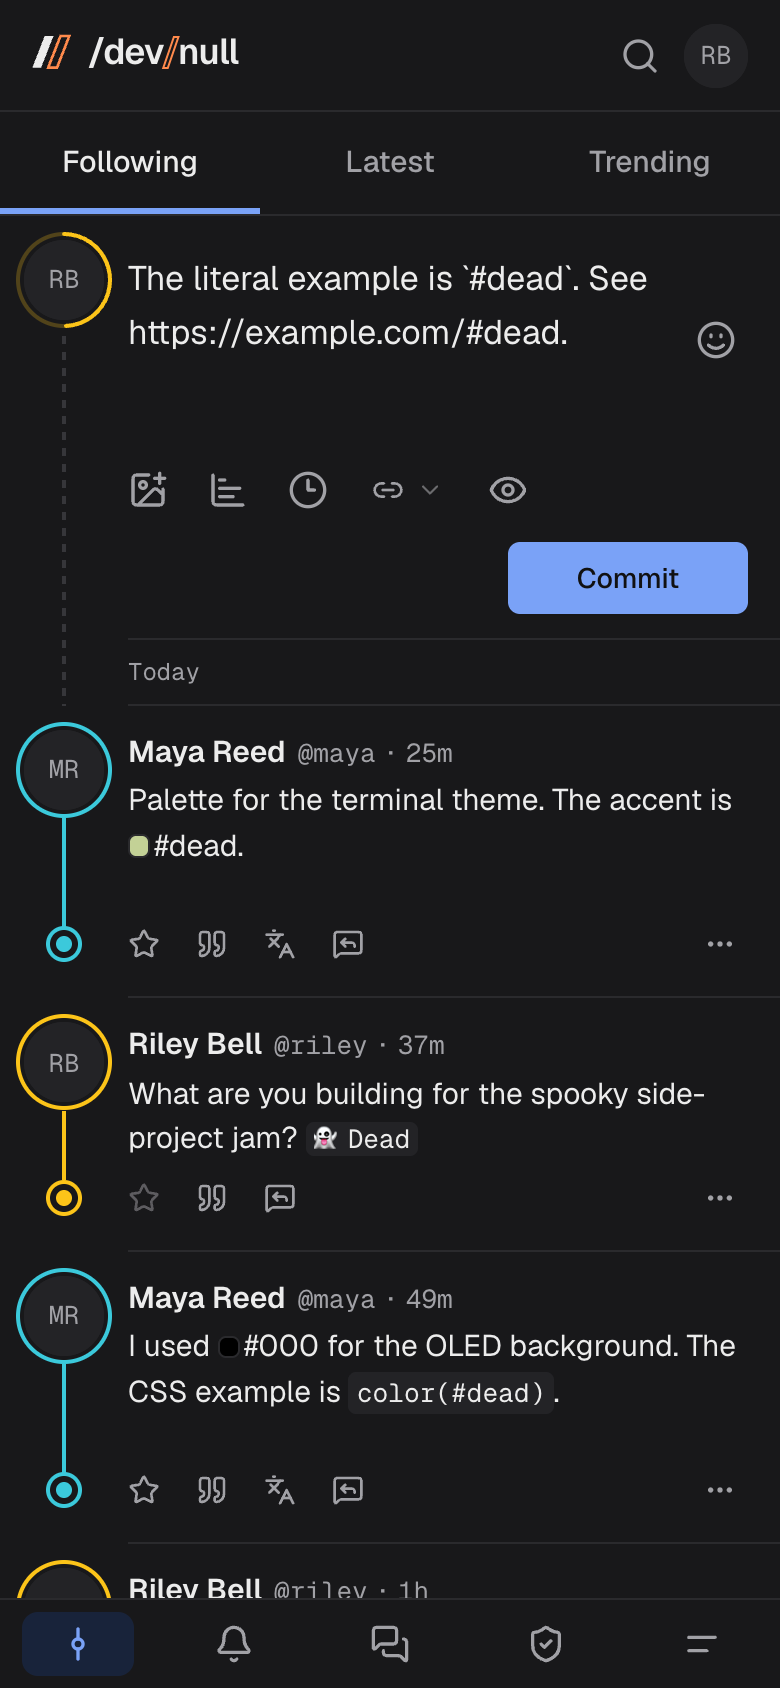 /dev/null
RB
Following
Latest
Trending
RB
The literal example is `#dead`. See
https://example.com/#dead.
Commit
Today
MR
Maya Reed @maya · 25m
Palette for the terminal theme. The accent is
#dead.
RB
Riley Bell @riley · 37m
What are you building for the spooky side-
project jam? 👻 Dead
MR
Maya Reed @maya · 49m
I used #000 for the OLED background. The
CSS example is color(#dead).
Riley Bell @riley · 1h